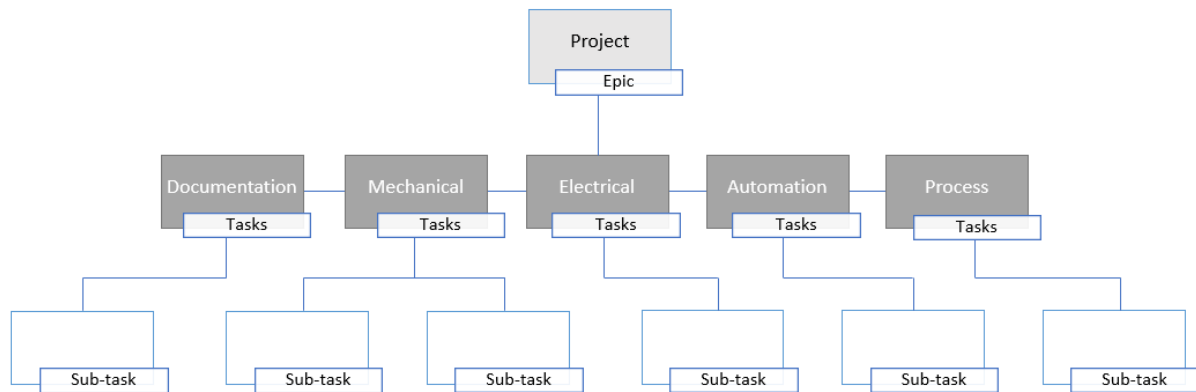 Project
Epic
Documentation
Mechanical
Electrical
Automation
Process
Tasks
Tasks
Tasks
Tasks
Tasks
Sub-task
Sub-task
Sub-task
Sub-task
Sub-task
Sub-task